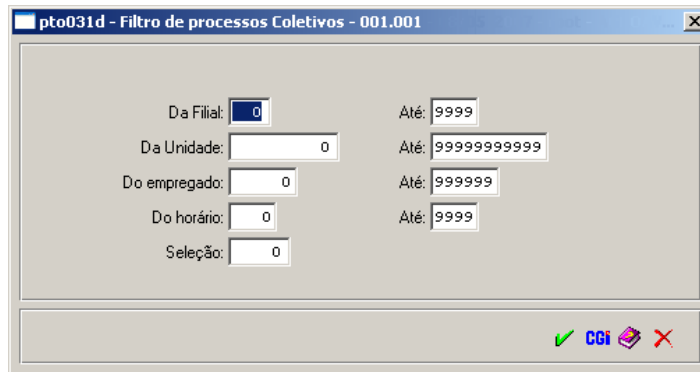 pto031d - Filtro de processos Coletivos - 001.001
Da Filial: 0 Até: 9999
Da Unidade: 0 Até: 99999999999
Do empregado: 0 Até: 999999
Do horário: 0 Até: 9999
Seleção: 0
CGi